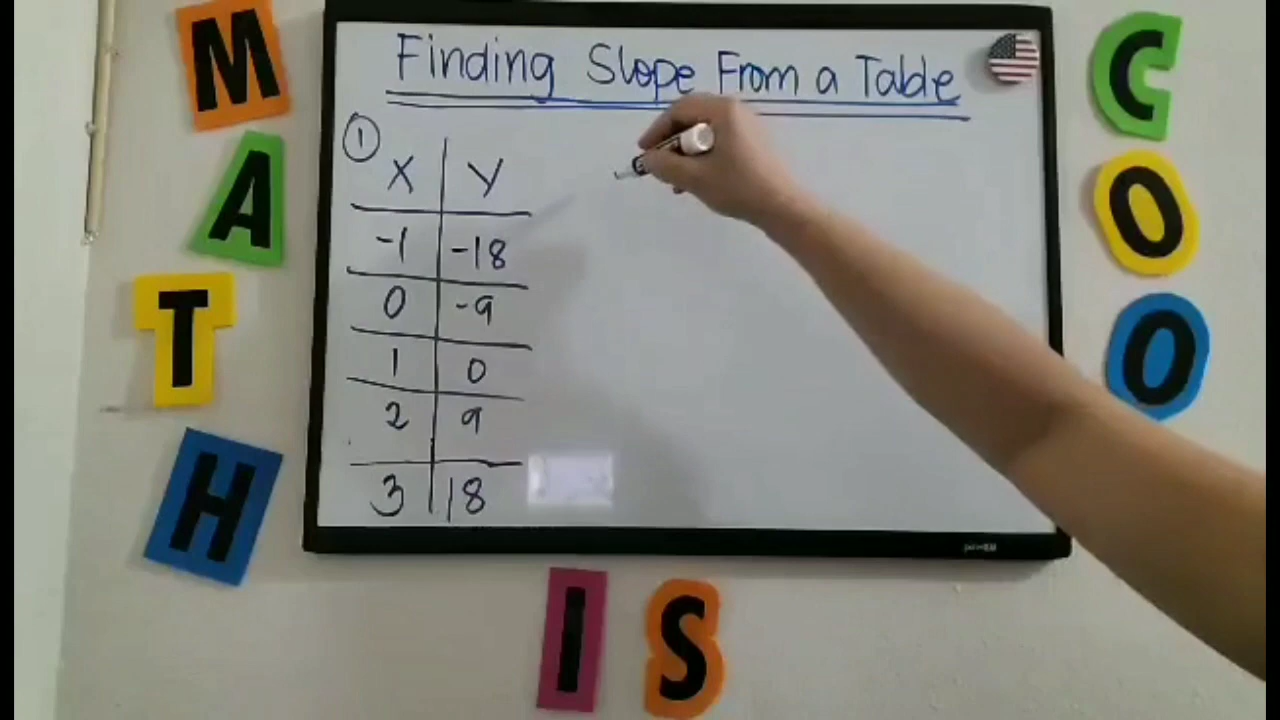 Finding Slope From a Table
1
X Y
-1 -18
0 -9
1 0
2 9
3 18
M
A
T
H
I
S
C
O
O